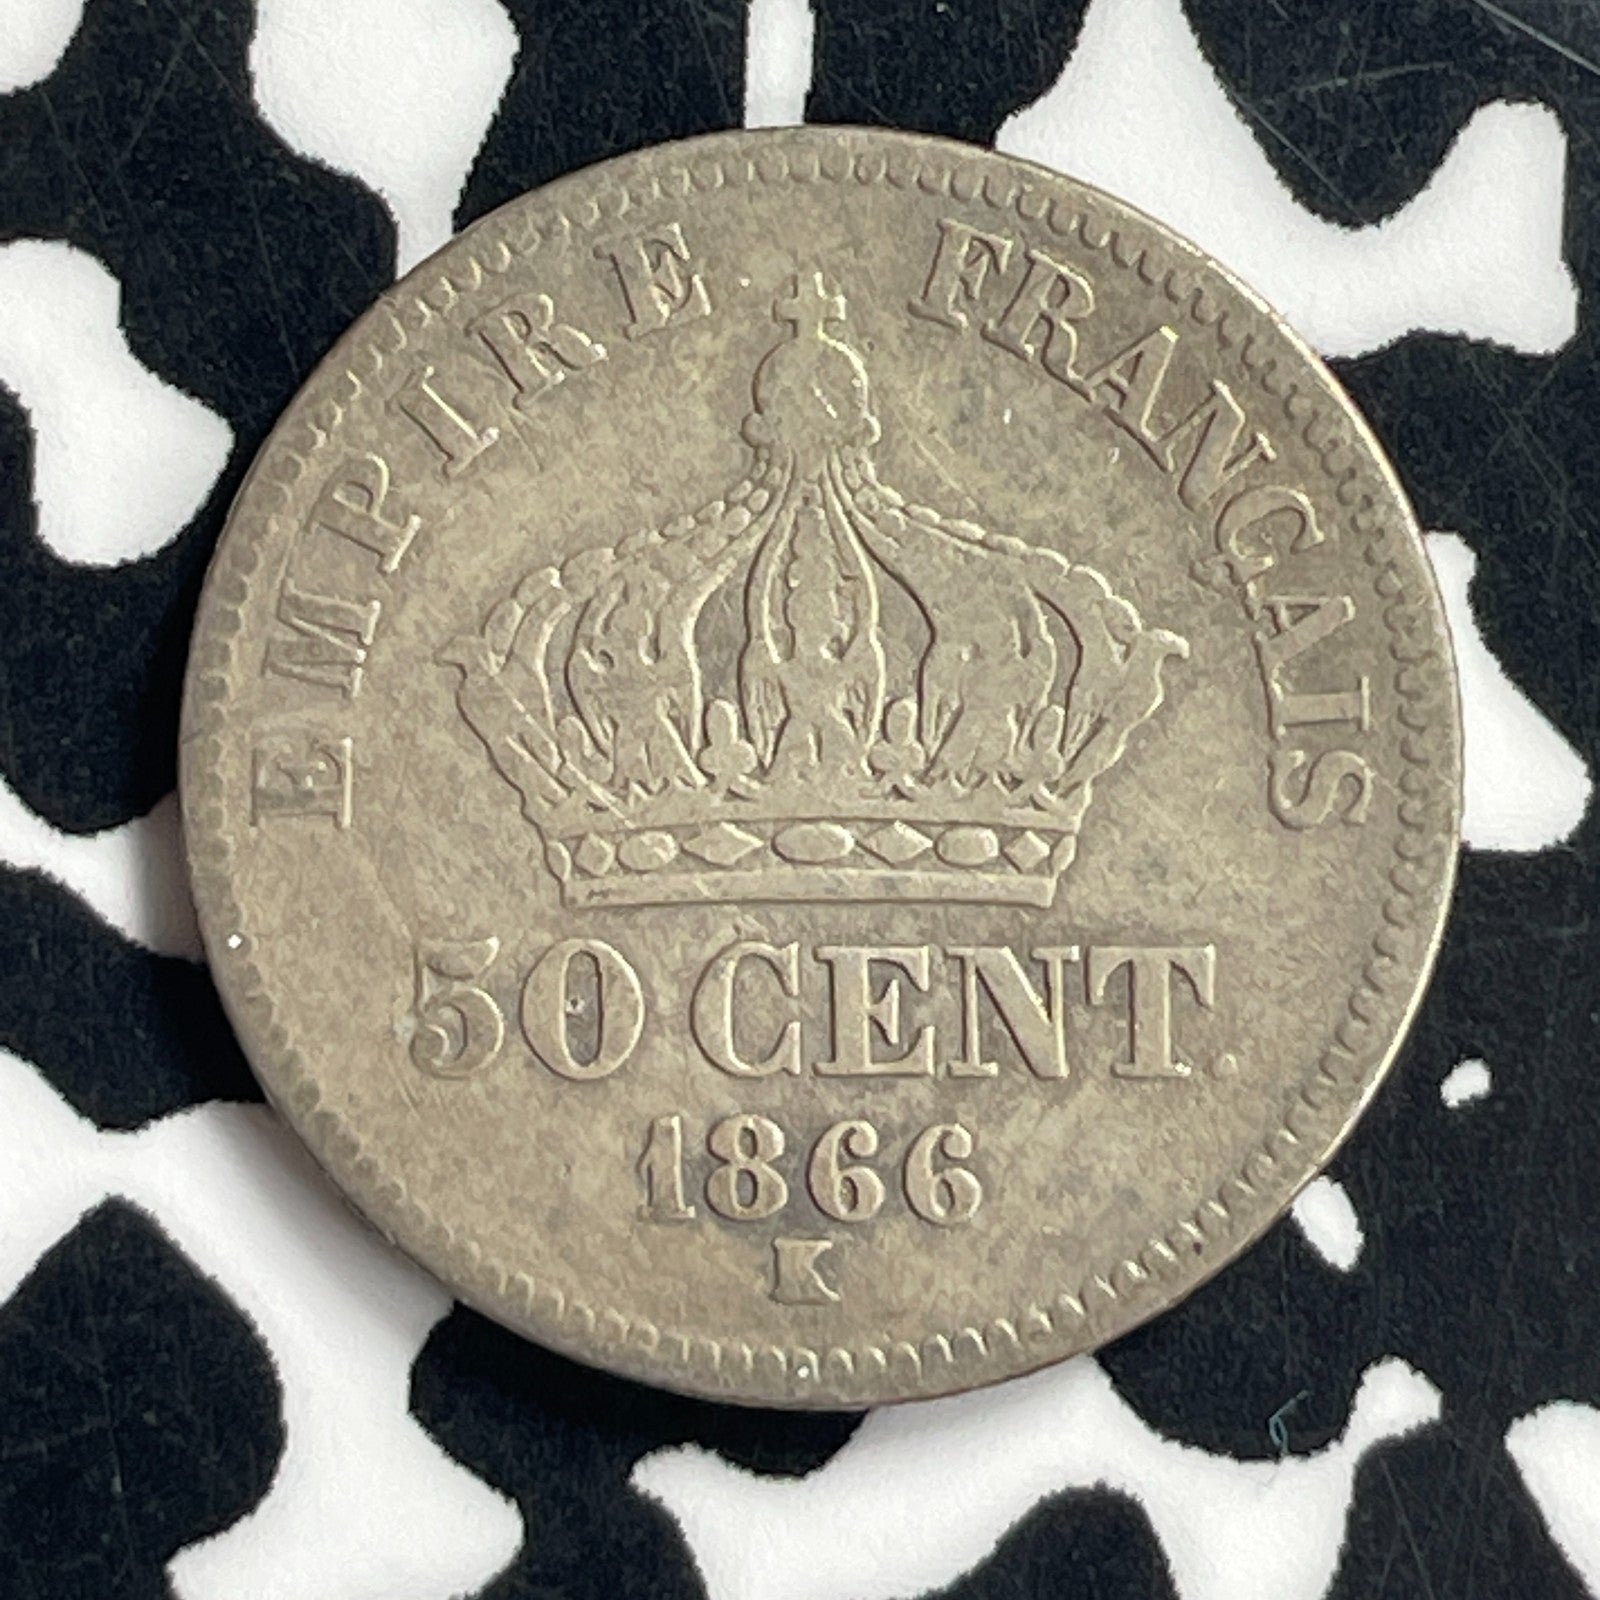 EMPIRE FRANÇAIS
50 CENT.
1866
K